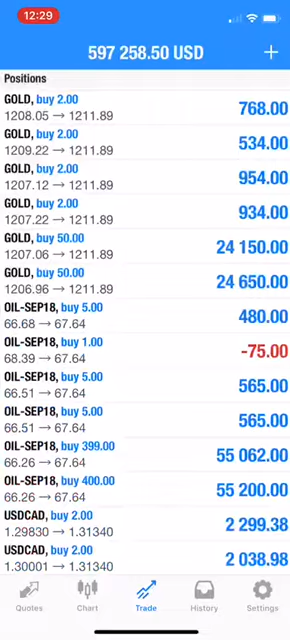 12:29
597 258.50 USD
Positions
GOLD, buy 2.00
1208.05 → 1211.89
768.00
GOLD, buy 2.00
1209.22 → 1211.89
534.00
GOLD, buy 2.00
1207.12 → 1211.89
954.00
GOLD, buy 2.00
1207.22 → 1211.89
934.00
GOLD, buy 50.00
1207.06 → 1211.89
24 150.00
GOLD, buy 50.00
1206.96 → 1211.89
24 650.00
OIL-SEP18, buy 5.00
66.68 → 67.64
480.00
OIL-SEP18, buy 1.00
68.39 → 67.64
-75.00
OIL-SEP18, buy 5.00
66.51 → 67.64
565.00
OIL-SEP18, buy 5.00
66.51 → 67.64
565.00
OIL-SEP18, buy 399.00
66.26 → 67.64
55 062.00
OIL-SEP18, buy 400.00
66.26 → 67.64
55 200.00
USDCAD, buy 2.00
1.29830 → 1.31340
2 299.38
USDCAD, buy 2.00
1.30001 → 1.31340
2 038.98
Quotes
Chart
Trade
History
Settings